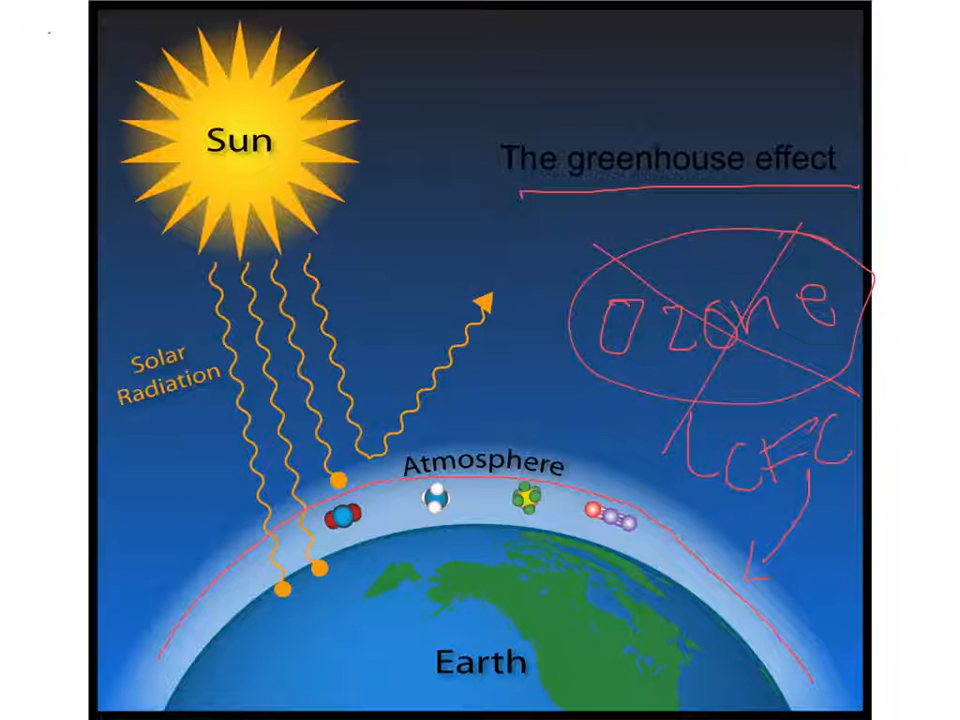 Sun
The greenhouse effect
Ozone
Solar
Radiation
CFC
Atmosphere
Earth